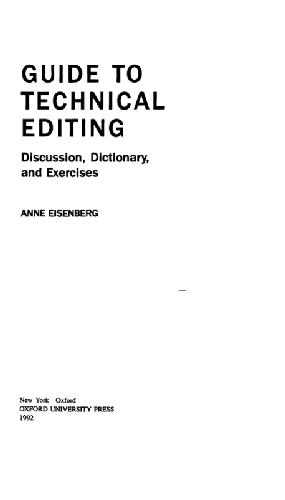 GUIDE TO
TECHNICAL
EDITING
Discussion, Dictionary,
and Exercises
ANNE EISENBERG
New York Oxford
OXFORD UNIVERSITY PRESS
1992